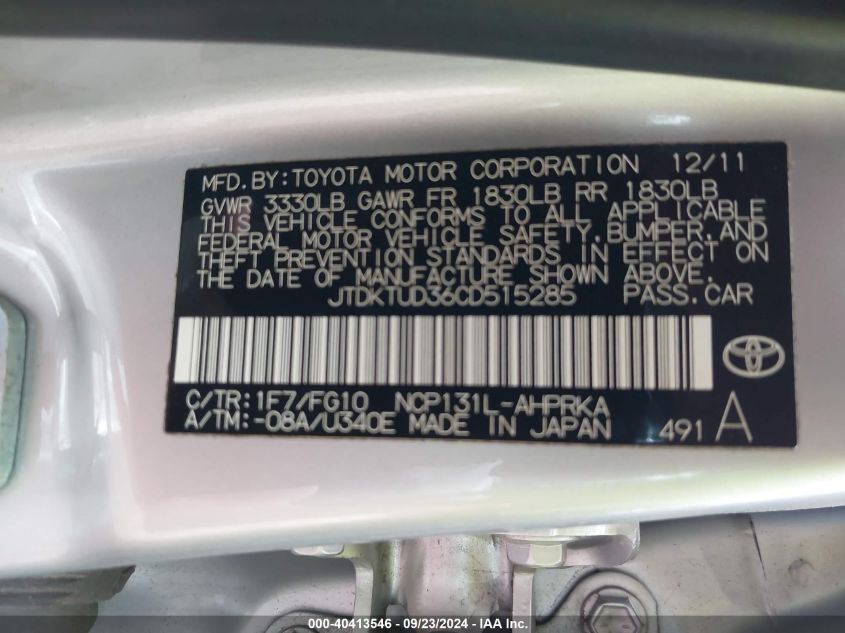 MFD. BY: TOYOTA MOTOR CORPORATION 12/11
GVWR 3330LB GAWR FR 1830LB RR 1830LB
THIS VEHICLE CONFORMS TO ALL APPLICABLE
FEDERAL MOTOR VEHICLE SAFETY, BUMPER, AND
THEFT PREVENTION STANDARDS IN EFFECT ON
THE DATE OF MANUFACTURE SHOWN ABOVE.
JTDKTUD36CD515285 PASS. CAR
C/TR: 1F7/FG10 NCP131L-AHPRKA
A/TM: -08A/U340E MADE IN JAPAN 491 A
000-40413546 - 09/23/2024 - IAA Inc.